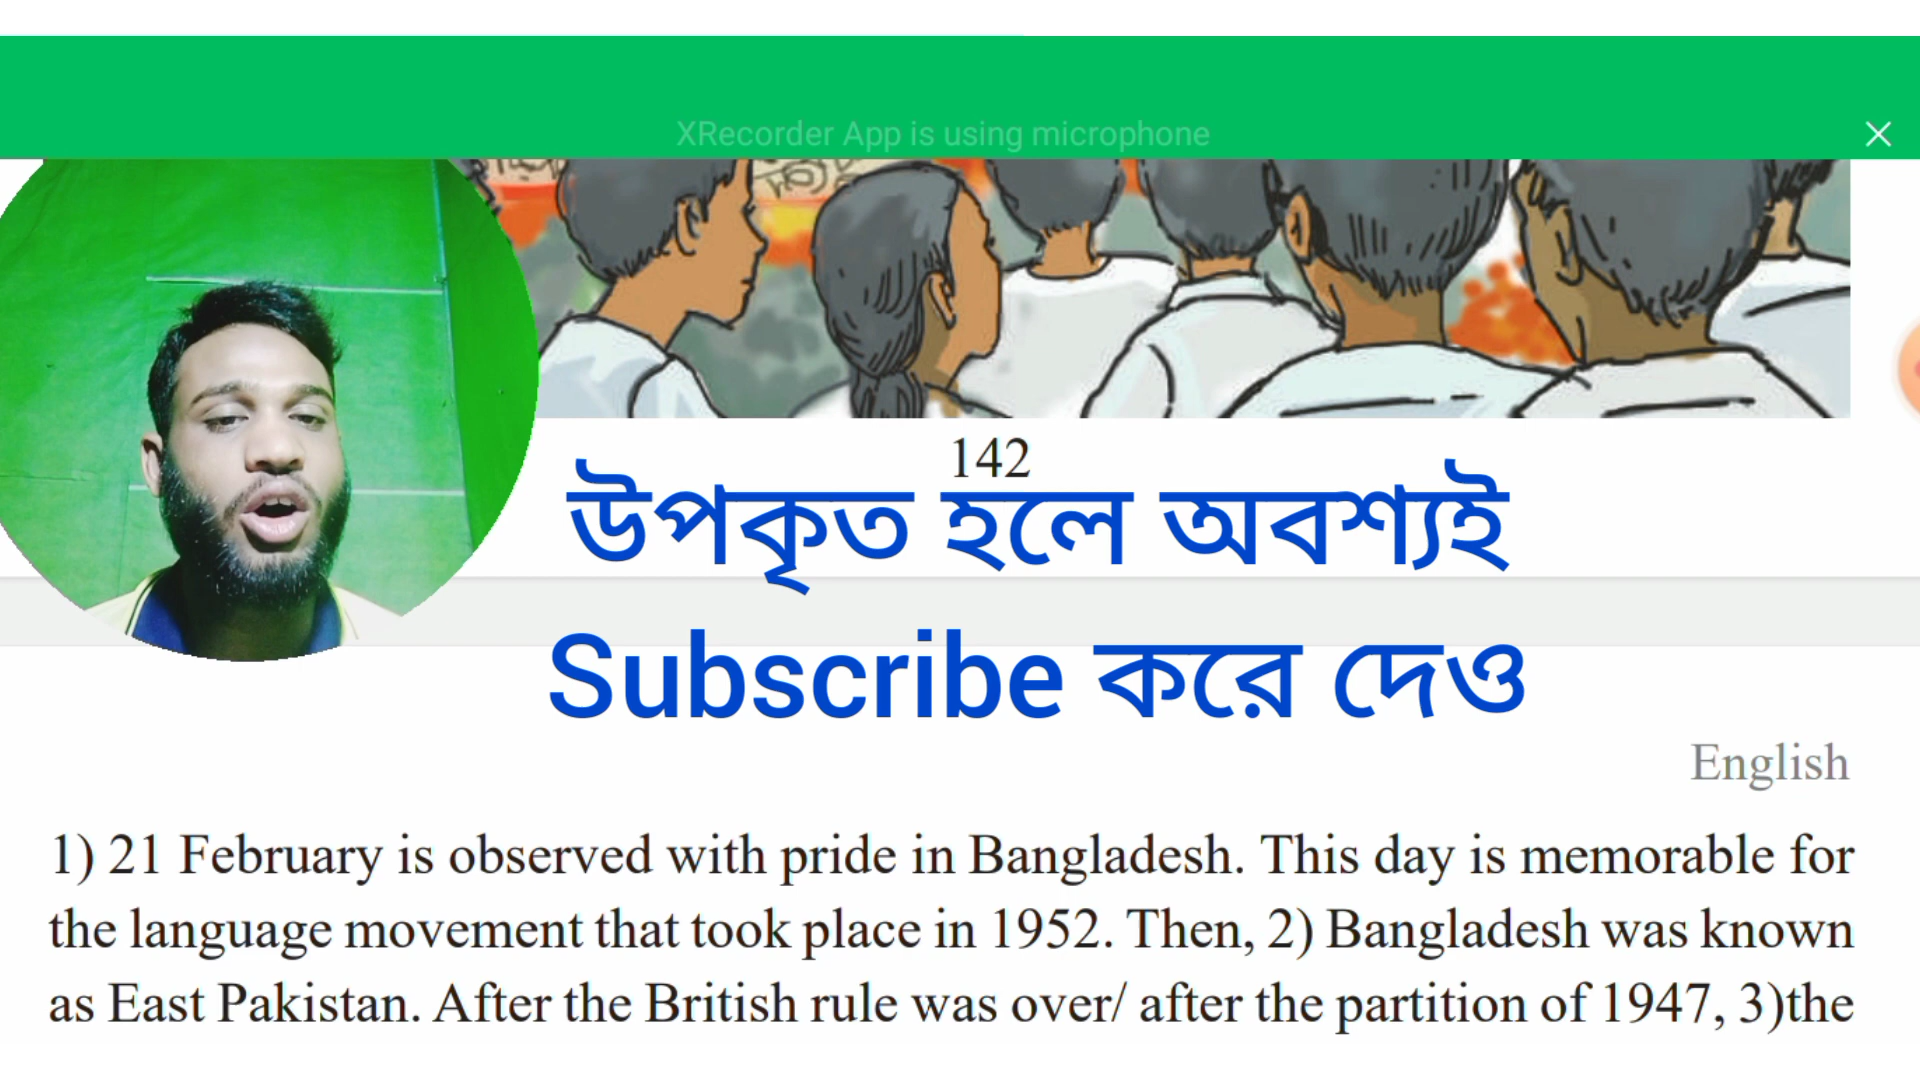 XRecorder App is using microphone
142
উপকৃত হলে অবশ্যই
Subscribe করে দেও
English
1) 21 February is observed with pride in Bangladesh. This day is memorable for
the language movement that took place in 1952. Then, 2) Bangladesh was known
as East Pakistan. After the British rule was over/ after the partition of 1947, 3)the